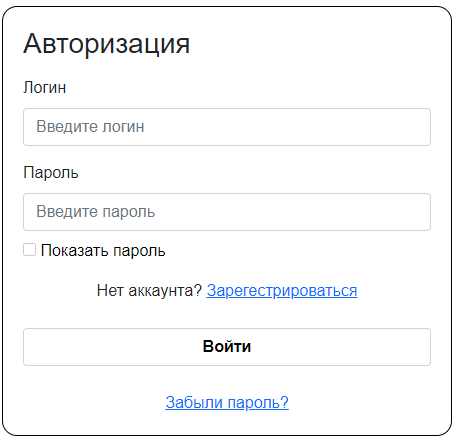 Авторизация
Логин
Введите логин
Пароль
Введите пароль
Показать пароль
Нет аккаунта? Зарегестрироваться
Войти
Забыли пароль?